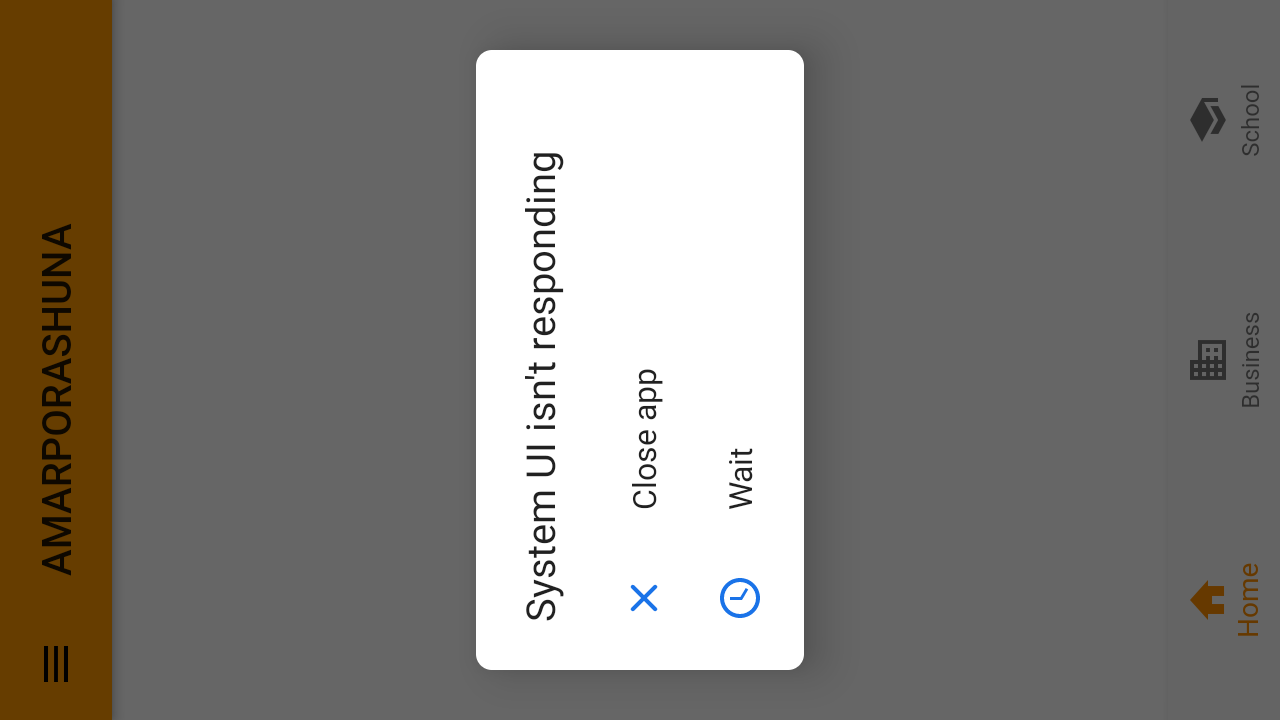 AMARPORASHUNA
System UI isn't responding
Close app
Wait
Home
Business
School